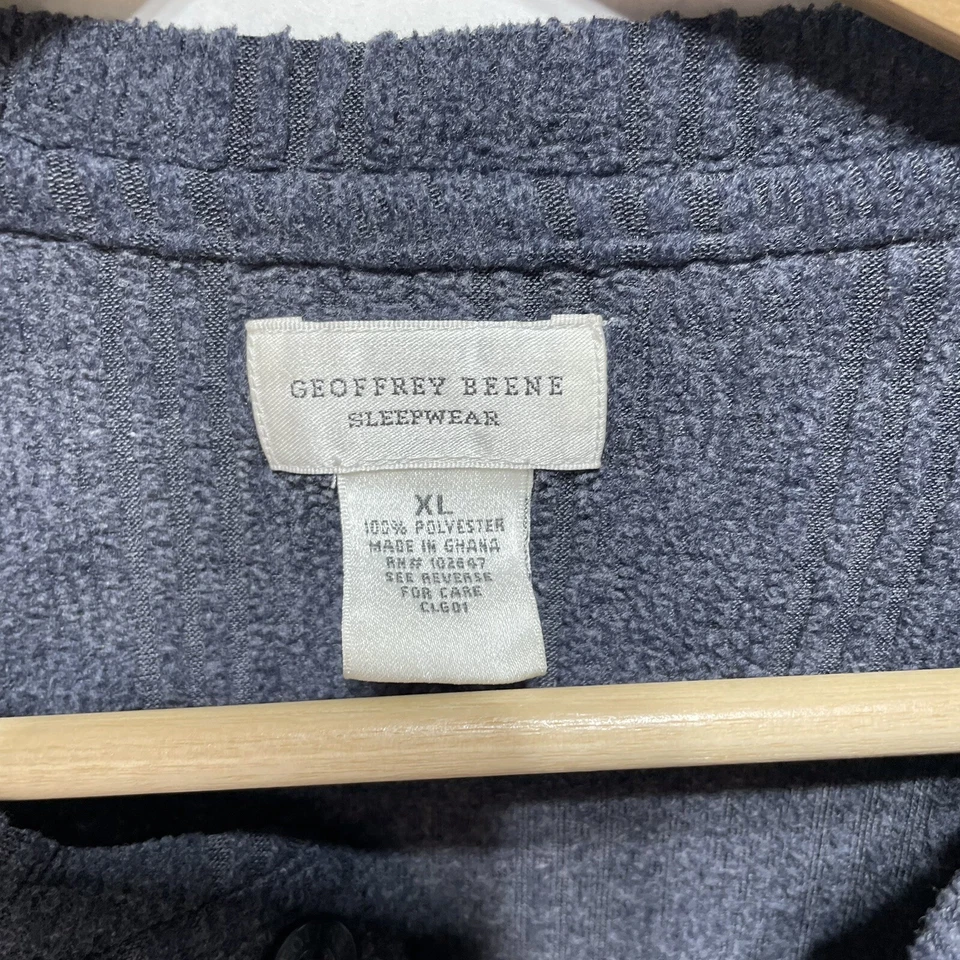 GEOFFREY BEENE
SLEEPWEAR
XL
100% POLYESTER
MADE IN GHANA
RN# 102647
SEE REVERSE
FOR CARE
CLG01